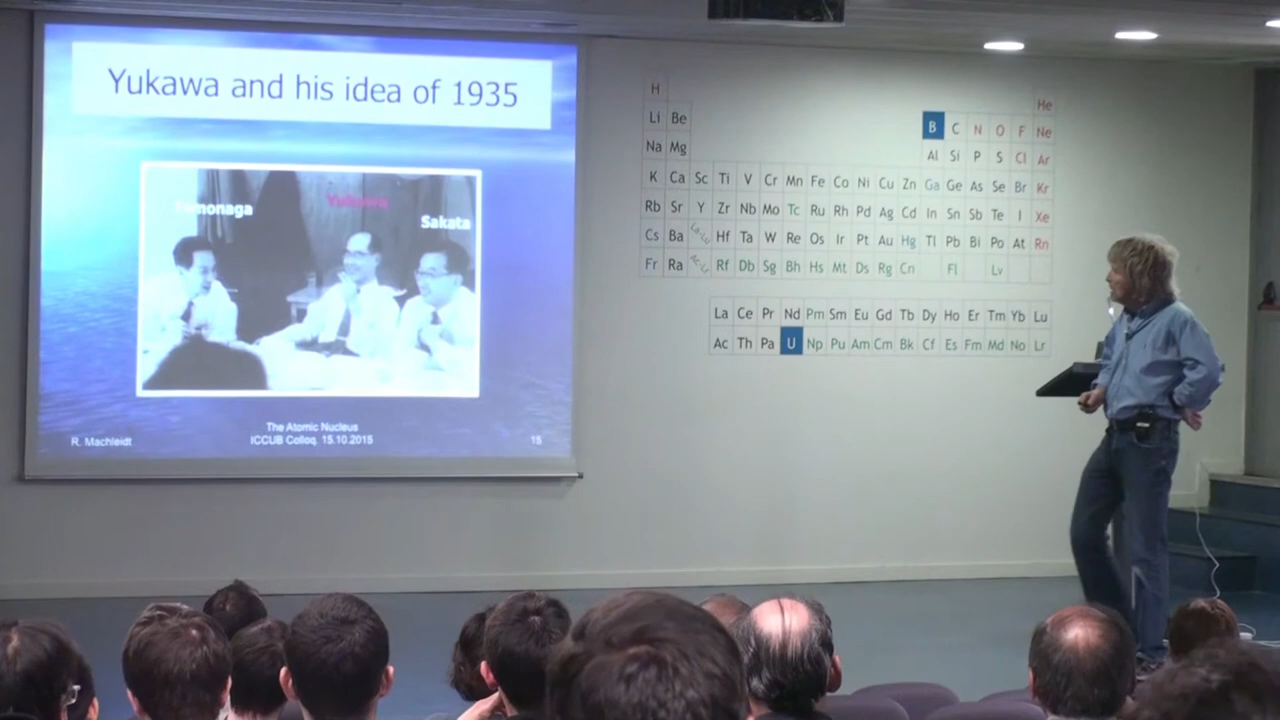 Yukawa and his idea of 1935
Tomonaga
Yukawa
Sakata
R. Machleidt
The Atomic Nucleus
ICCUB Colloq. 15.10.2015
15
H He
Li Be B C N O F Ne
Na Mg Al Si P S Cl Ar
K Ca Sc Ti V Cr Mn Fe Co Ni Cu Zn Ga Ge As Se Br Kr
Rb Sr Y Zr Nb Mo Tc Ru Rh Pd Ag Cd In Sn Sb Te I Xe
Cs Ba La-Lu Hf Ta W Re Os Ir Pt Au Hg Tl Pb Bi Po At Rn
Fr Ra Ac-Lr Rf Db Sg Bh Hs Mt Ds Rg Cn Fl Lv
La Ce Pr Nd Pm Sm Eu Gd Tb Dy Ho Er Tm Yb Lu
Ac Th Pa U Np Pu Am Cm Bk Cf Es Fm Md No Lr